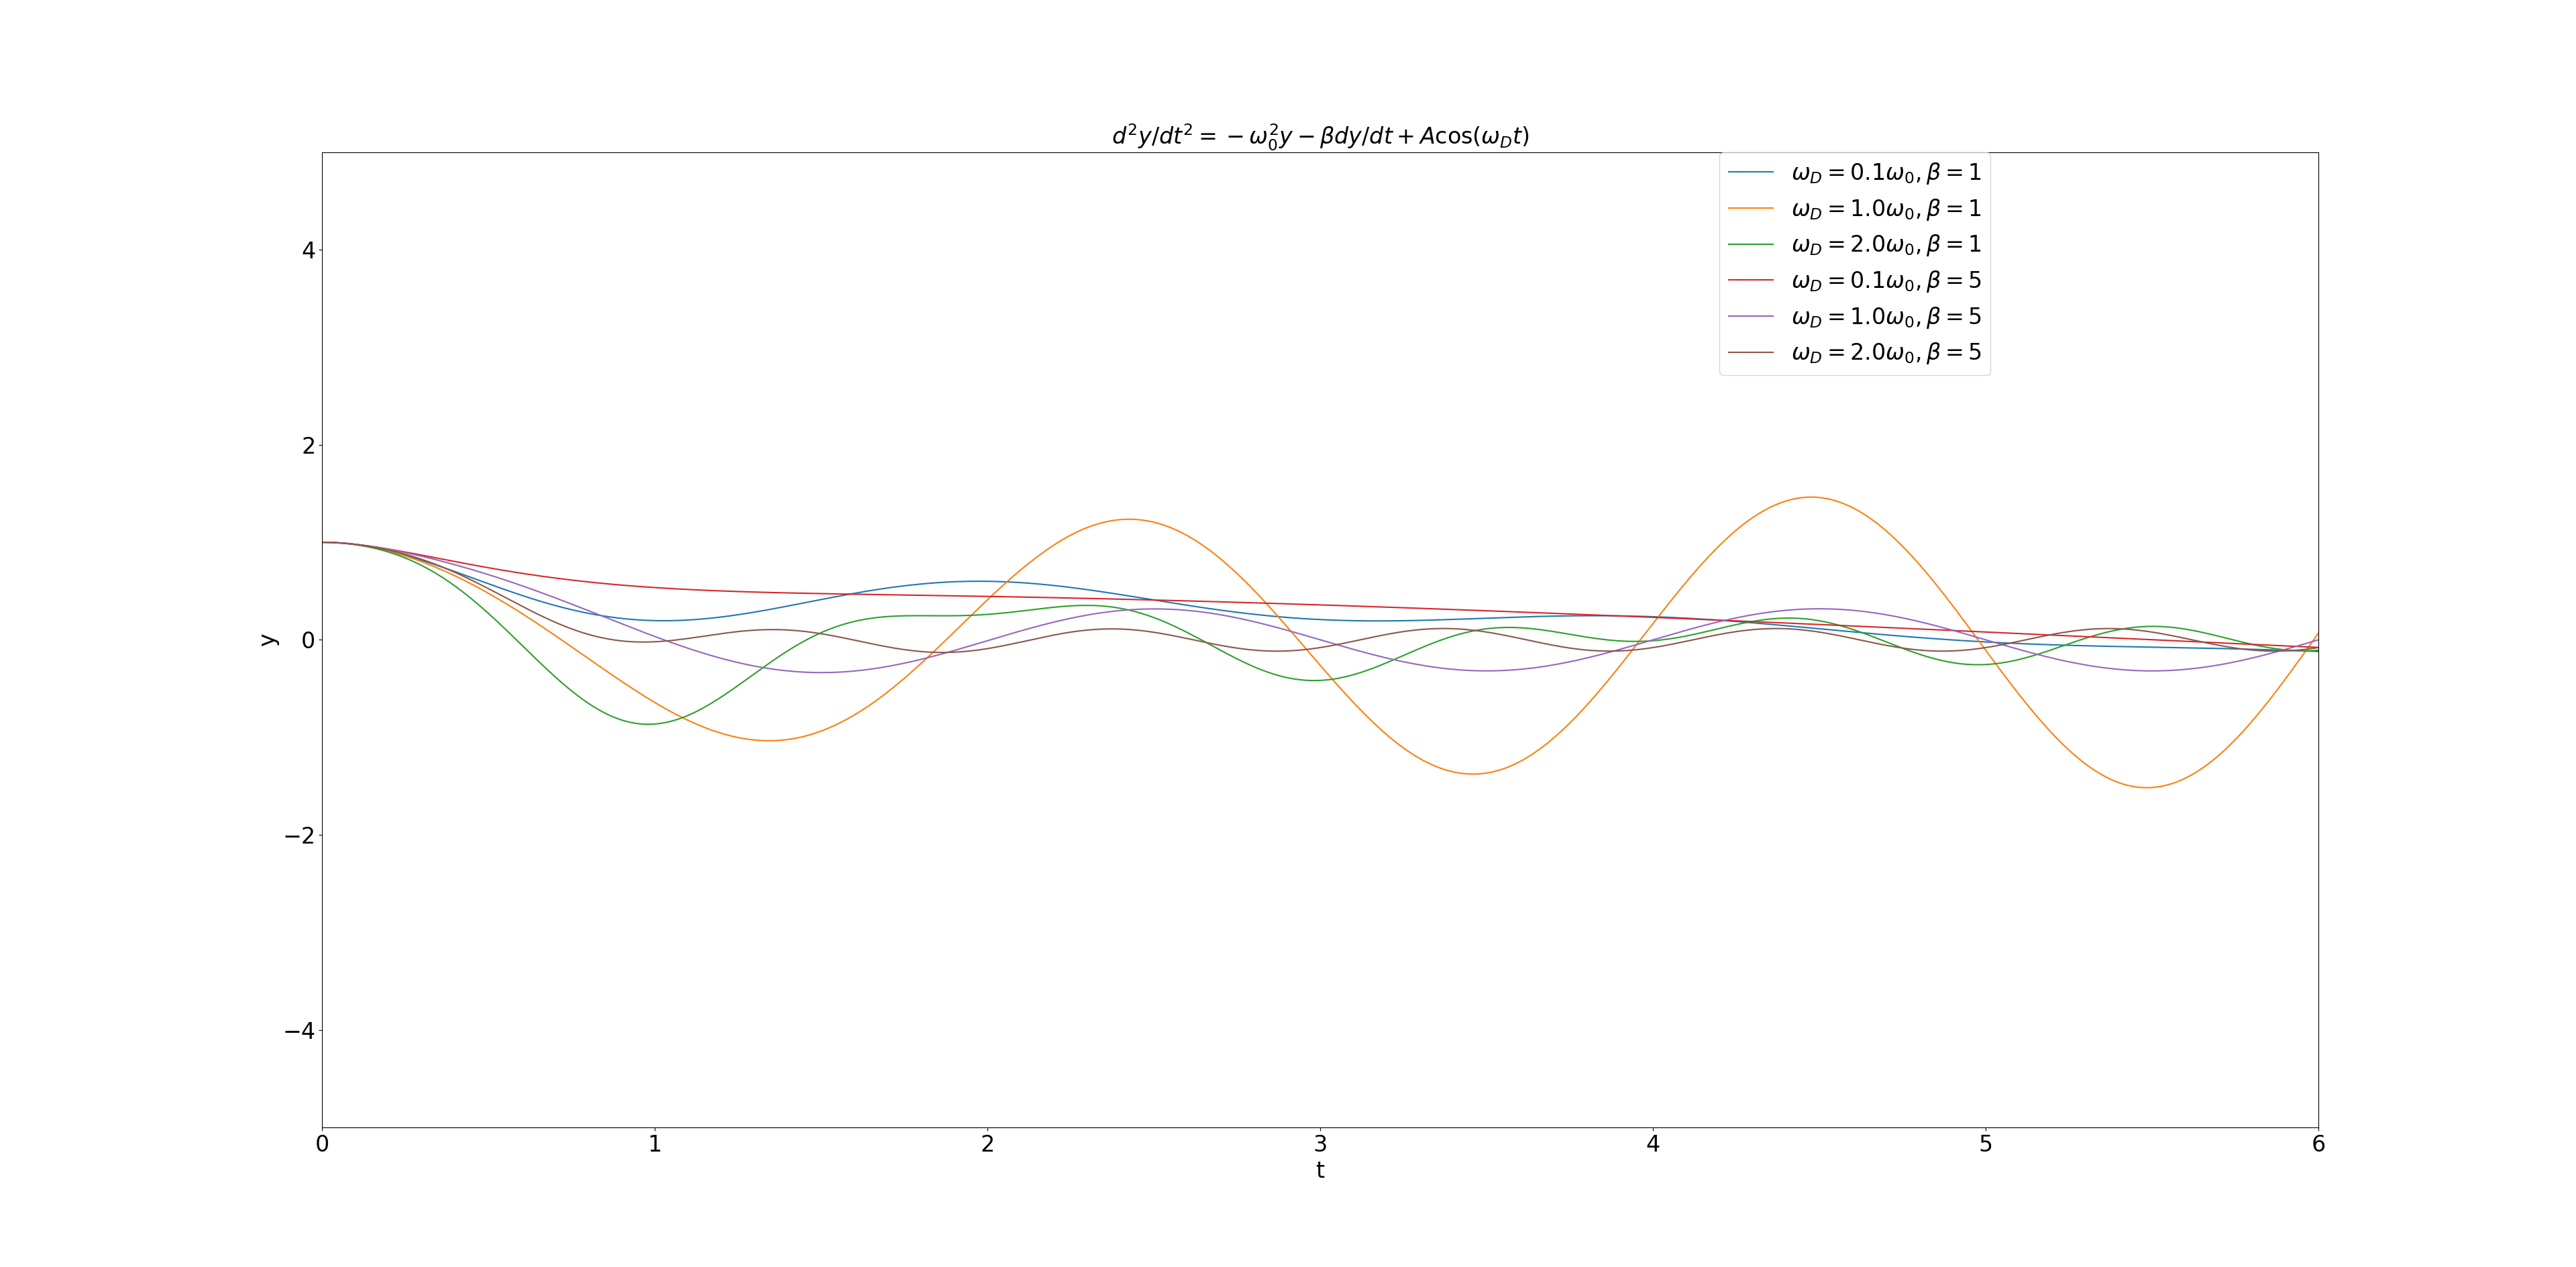 d²y/dt² = −ω₀²y − βdy/dt + Acos(ω_Dt)
ω_D = 0.1ω₀, β = 1
ω_D = 1.0ω₀, β = 1
ω_D = 2.0ω₀, β = 1
ω_D = 0.1ω₀, β = 5
ω_D = 1.0ω₀, β = 5
ω_D = 2.0ω₀, β = 5
4
2
0
−2
−4
y
0 1 2 3 4 5 6
t